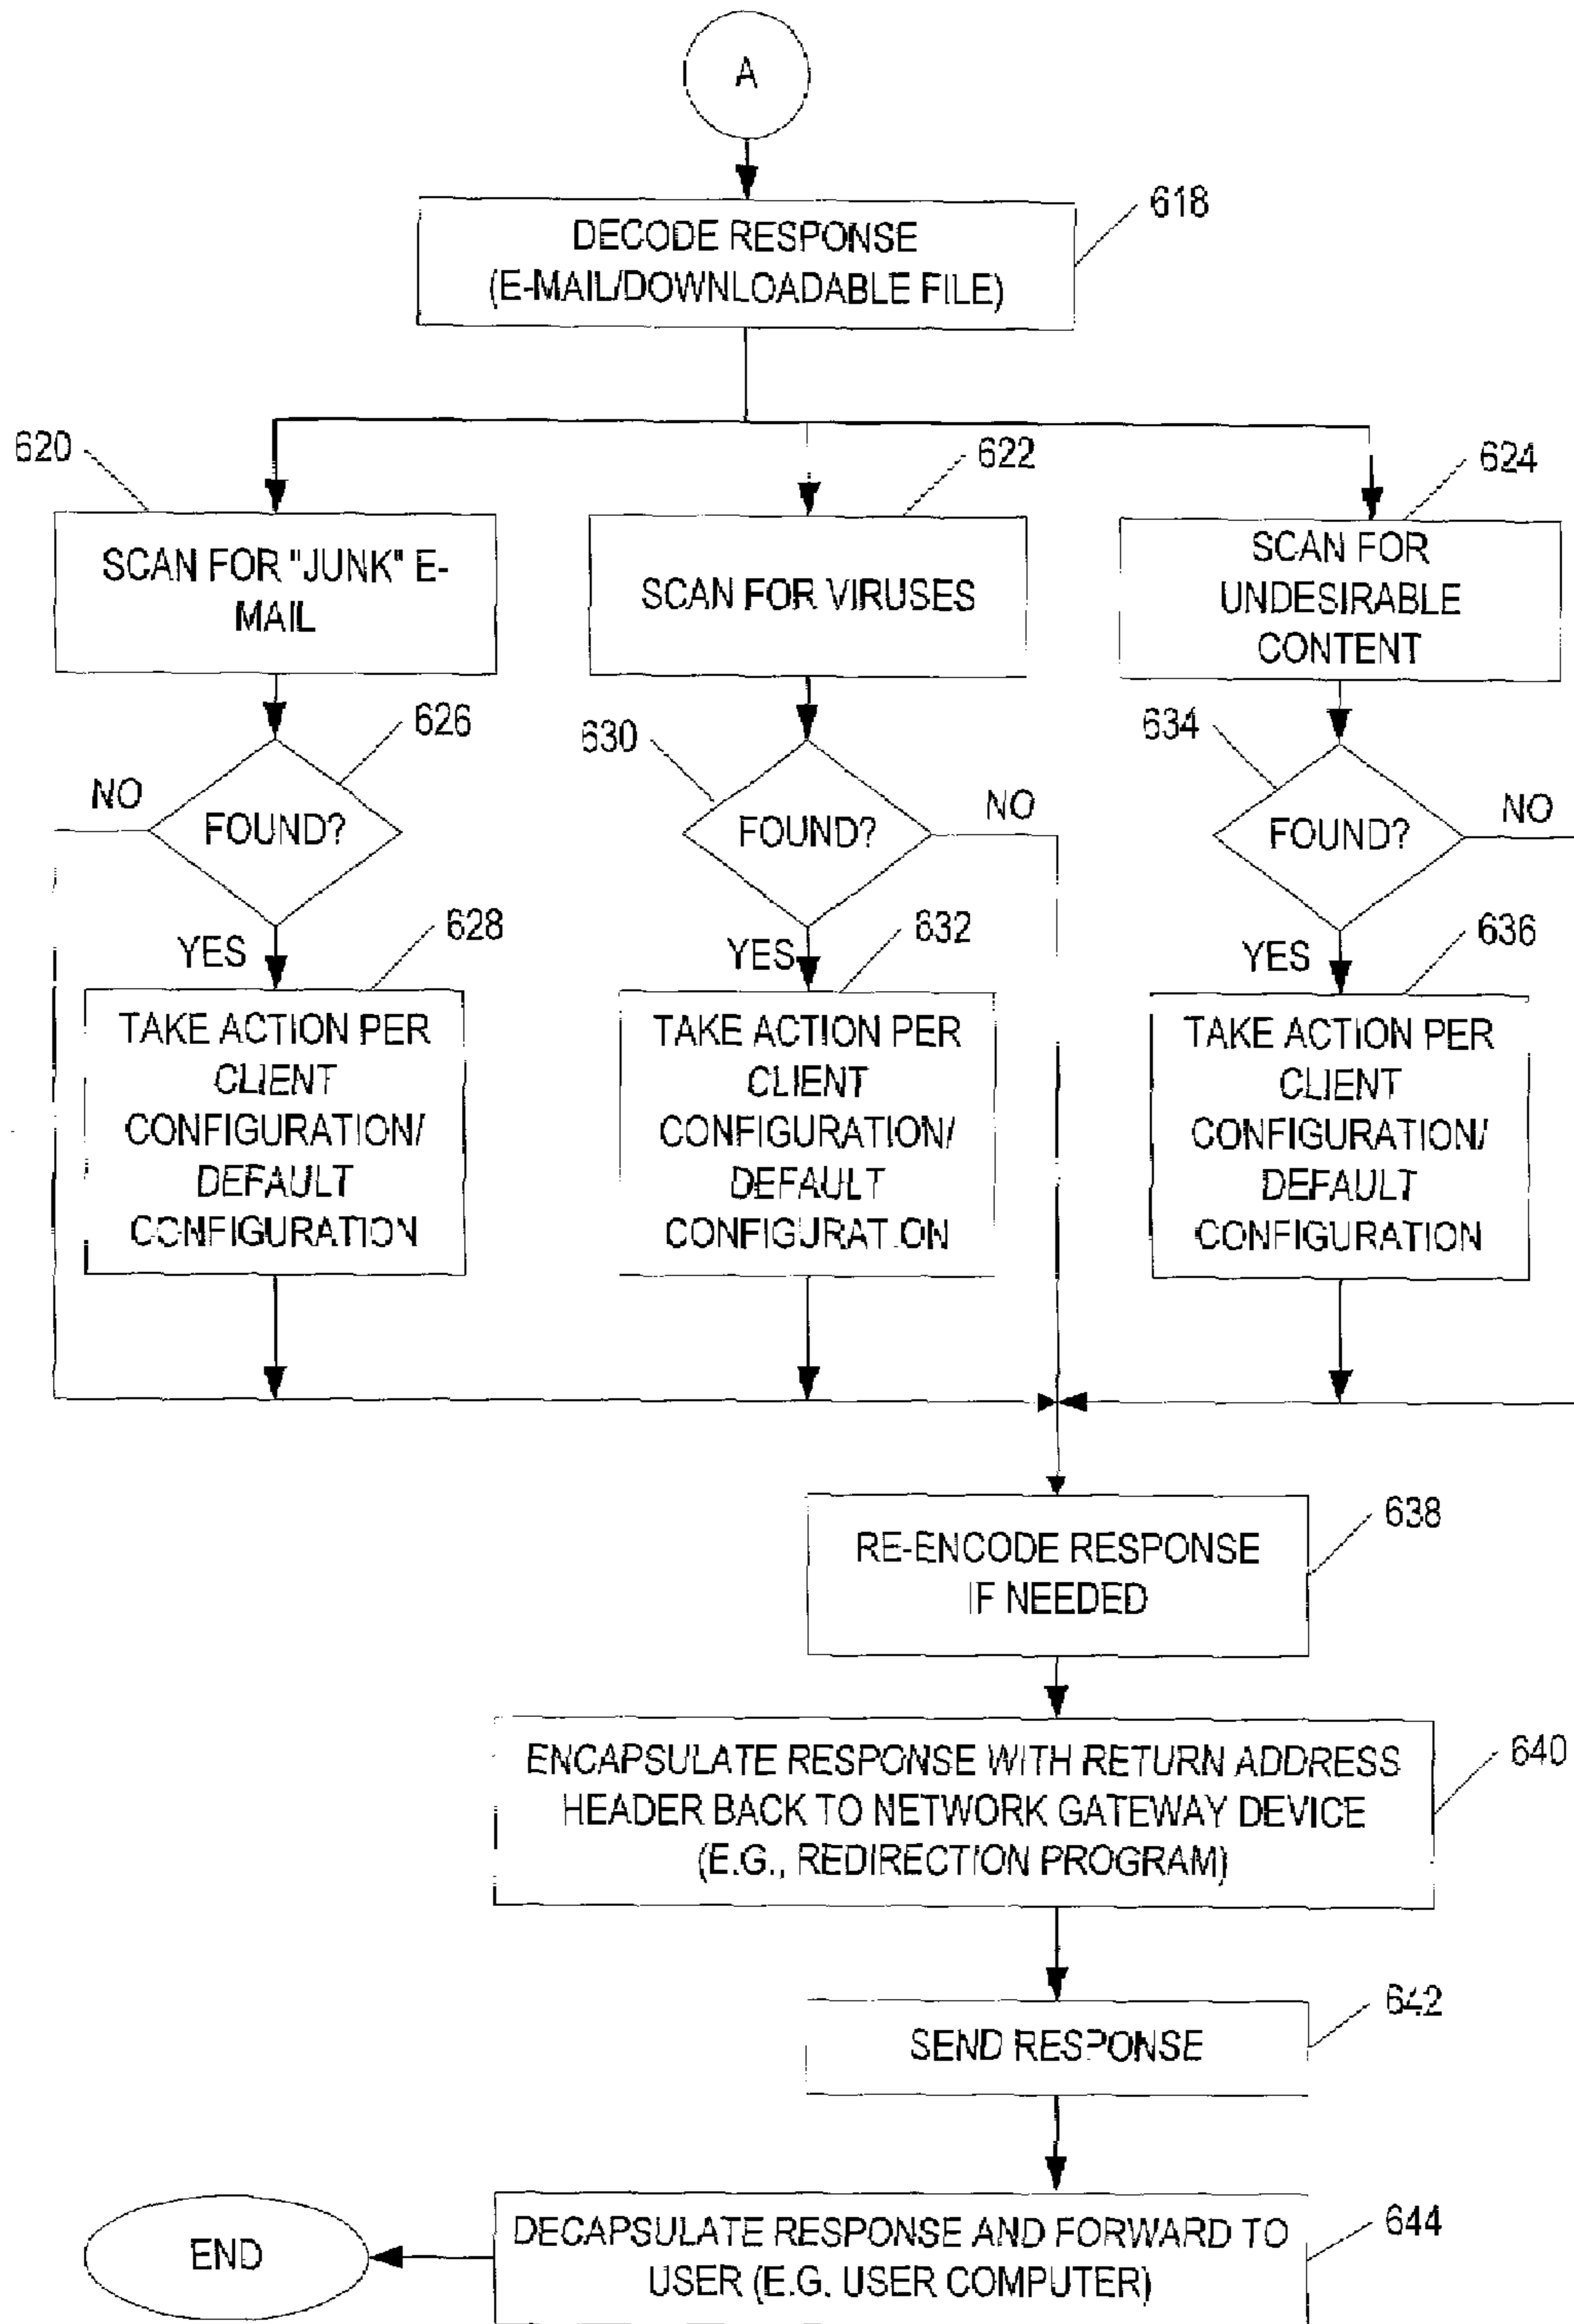 A
618
DECODE RESPONSE
(E-MAIL/DOWNLOADABLE FILE)
620
622
624
SCAN FOR "JUNK" E-
MAIL
SCAN FOR VIRUSES
SCAN FOR
UNDESIRABLE
CONTENT
626
630
634
NO
FOUND?
NO
FOUND?
NO
FOUND?
YES
628
YES
632
YES
636
TAKE ACTION PER
CLIENT
CONFIGURATION/
DEFAULT
CONFIGURATION
TAKE ACTION PER
CLIENT
CONFIGURATION/
DEFAULT
CONFIGURATION
TAKE ACTION PER
CLIENT
CONFIGURATION/
DEFAULT
CONFIGURATION
638
RE-ENCODE RESPONSE
IF NEEDED
640
ENCAPSULATE RESPONSE WITH RETURN ADDRESS
HEADER BACK TO NETWORK GATEWAY DEVICE
(E.G., REDIRECTION PROGRAM)
642
SEND RESPONSE
644
DECAPSULATE RESPONSE AND FORWARD TO
USER (E.G. USER COMPUTER)
END